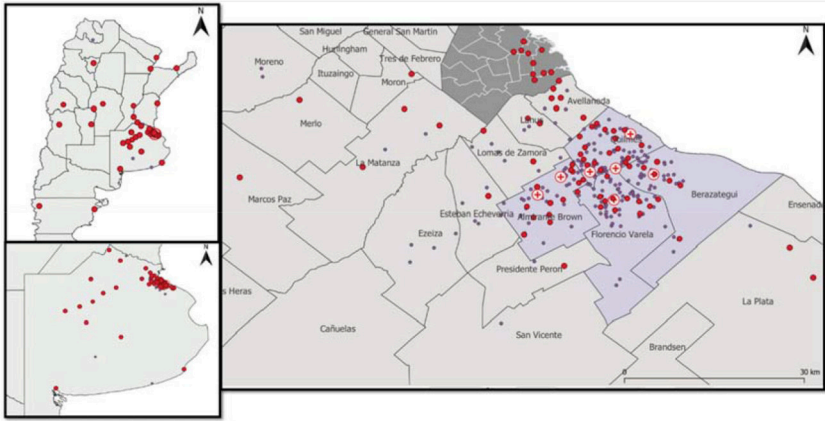 N
N
N
San Miguel
General San Martin
Hurlingham
Moreno
Tres de Febrero
Ituzaingo
Moron
Merlo
Avellaneda
Lanus
Quilmes
Lomas de Zamora
La Matanza
Marcos Paz
Berazategui
Esteban Echeverria
Almirante Brown
Ensenada
Ezeiza
Florencio Varela
Presidente Peron
s Heras
La Plata
Cañuelas
San Vicente
Brandsen
0
30 km